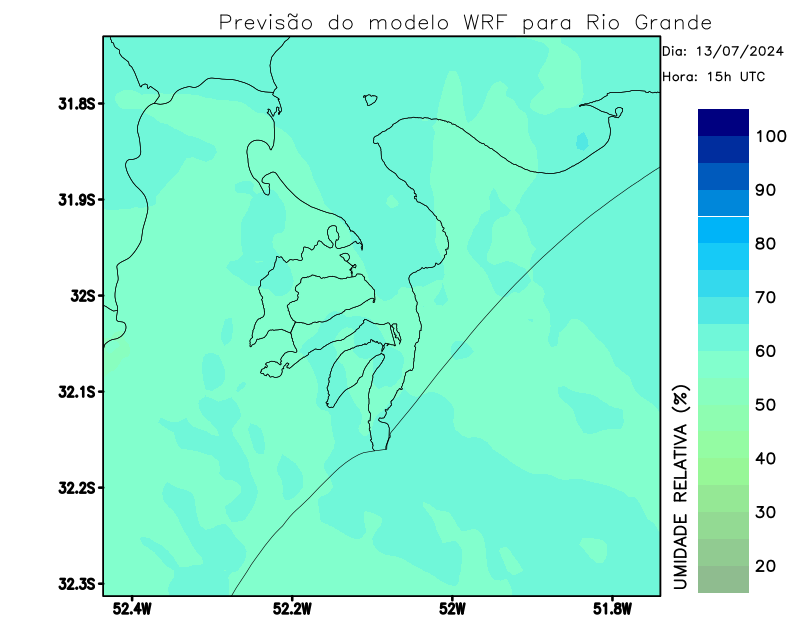 Previsão do modelo WRF para Rio Grande
Dia: 13/07/2024
Hora: 15h UTC
31.8S
31.9S
32S
32.1S
32.2S
32.3S
52.4W
52.2W
52W
51.8W
100
90
80
70
60
50
40
30
20
UMIDADE RELATIVA (%)